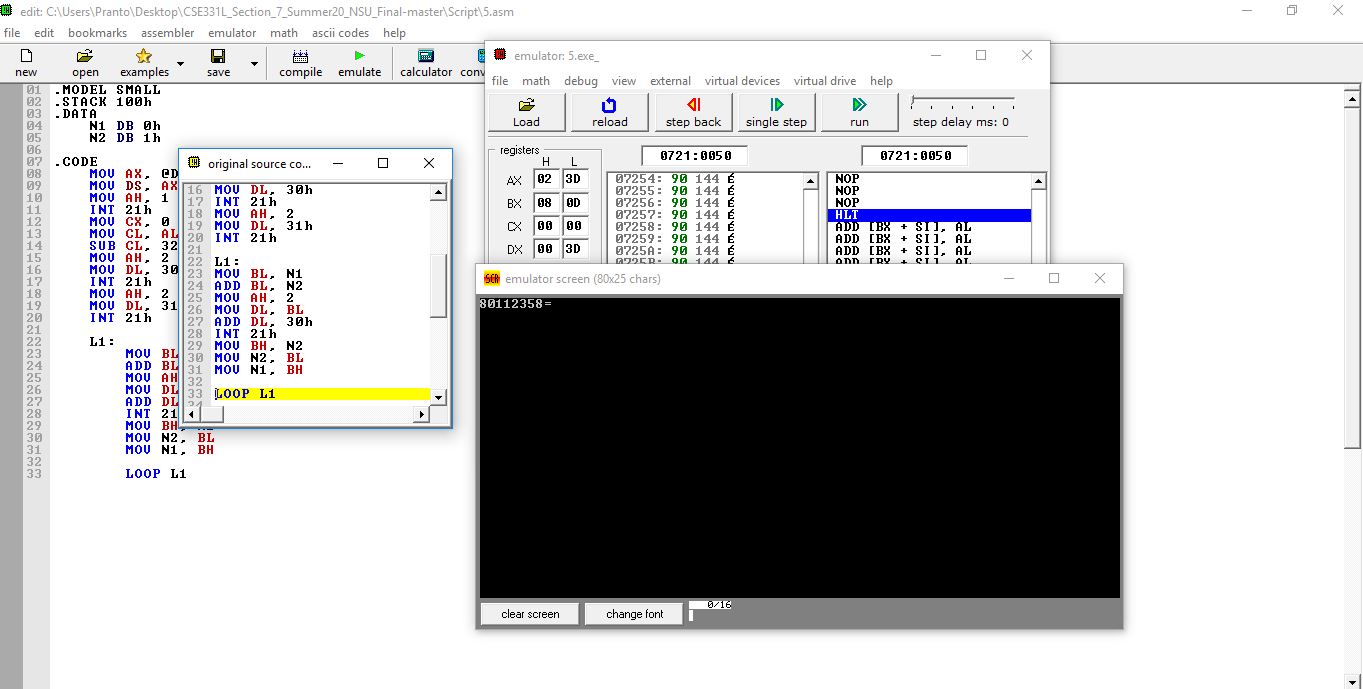 edit: C:\Users\Pranto\Desktop\CSE331L_Section_7_Summer20_NSU_Final-master\Script\5.asm
file edit bookmarks assembler emulator math ascii codes help
new open examples save compile emulate calculator conv
01 .MODEL SMALL
02 .STACK 100h
03 .DATA
04 N1 DB 0h
05 N2 DB 1h
06
07 .CODE
08 MOV AX, @D
09 MOV DS, AX
10 MOV AH, 1
11 INT 21h
12 MOV CX, 0
13 MOV CL, AL
14 SUB CL, 32
15 MOV AH, 2
16 MOV DL, 30
17 INT 21h
18 MOV AH, 2
19 MOV DL, 31
20 INT 21h
21
22 L1:
23 MOV BL
24 ADD BL
25 MOV AH
26 MOV DL
27 ADD DL
28 INT 21
29 MOV BH, N2
30 MOV N2, BL
31 MOV N1, BH
32
33 LOOP L1
original source co...
16 MOV DL, 30h
17 INT 21h
18 MOV AH, 2
19 MOV DL, 31h
20 INT 21h
21
22 L1:
23 MOV BL, N1
24 ADD BL, N2
25 MOV AH, 2
26 MOV DL, BL
27 ADD DL, 30h
28 INT 21h
29 MOV BH, N2
30 MOV N2, BL
31 MOV N1, BH
32
33 LOOP L1
emulator: 5.exe_
file math debug view external virtual devices virtual drive help
Load reload step back single step run step delay ms: 0
registers
H L
AX 02 3D
BX 08 0D
CX 00 00
DX 00 3D
0721:0050 0721:0050
07254: 90 144 É
07255: 90 144 É
07256: 90 144 É
07257: 90 144 É
07258: 90 144 É
07259: 90 144 É
0725A: 90 144 É
0725B: 90 144 É
NOP
NOP
NOP
HLT
ADD [BX + SI], AL
ADD [BX + SI], AL
ADD [BX + SI], AL
ADD [BX + SI], AL
SCR emulator screen (80x25 chars)
80112358=
clear screen change font 0/16